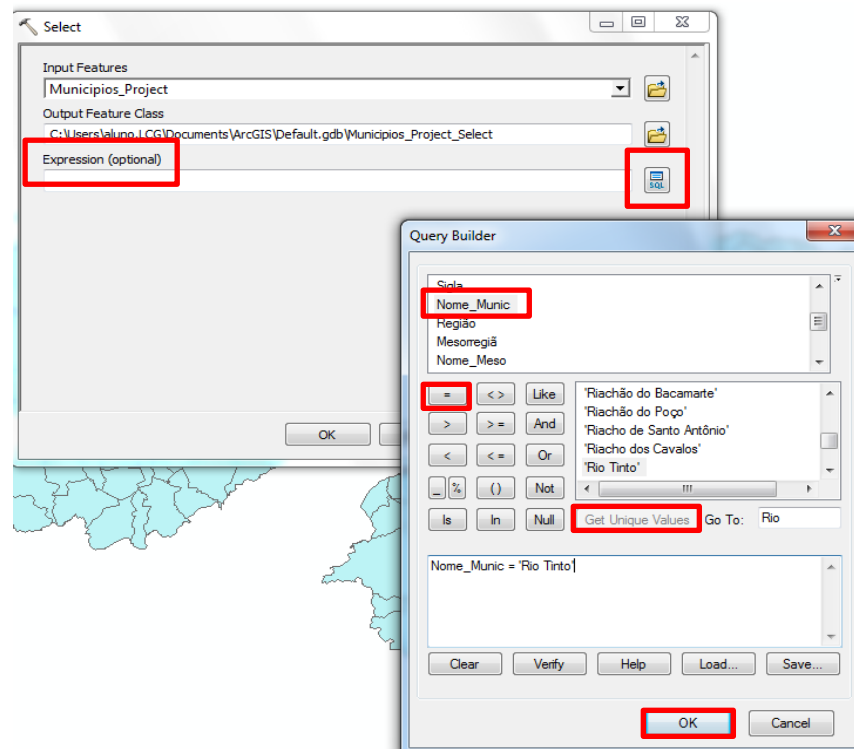 Select
Input Features
Municipios_Project
Output Feature Class
C:\Users\aluno.LCG\Documents\ArcGIS\Default.gdb\Municipios_Project_Select
Expression (optional)
SQL
OK
Query Builder
Sigla
Nome_Munic
Região
Mesorregiã
Nome_Meso
= < > Like
> > = And
< < = Or
_ % () Not
Is In Null
'Riachão do Bacamarte'
'Riachão do Poço'
'Riacho de Santo Antônio'
'Riacho dos Cavalos'
'Rio Tinto'
Get Unique Values Go To: Rio
Nome_Munic = 'Rio Tinto'
Clear Verify Help Load... Save...
OK Cancel